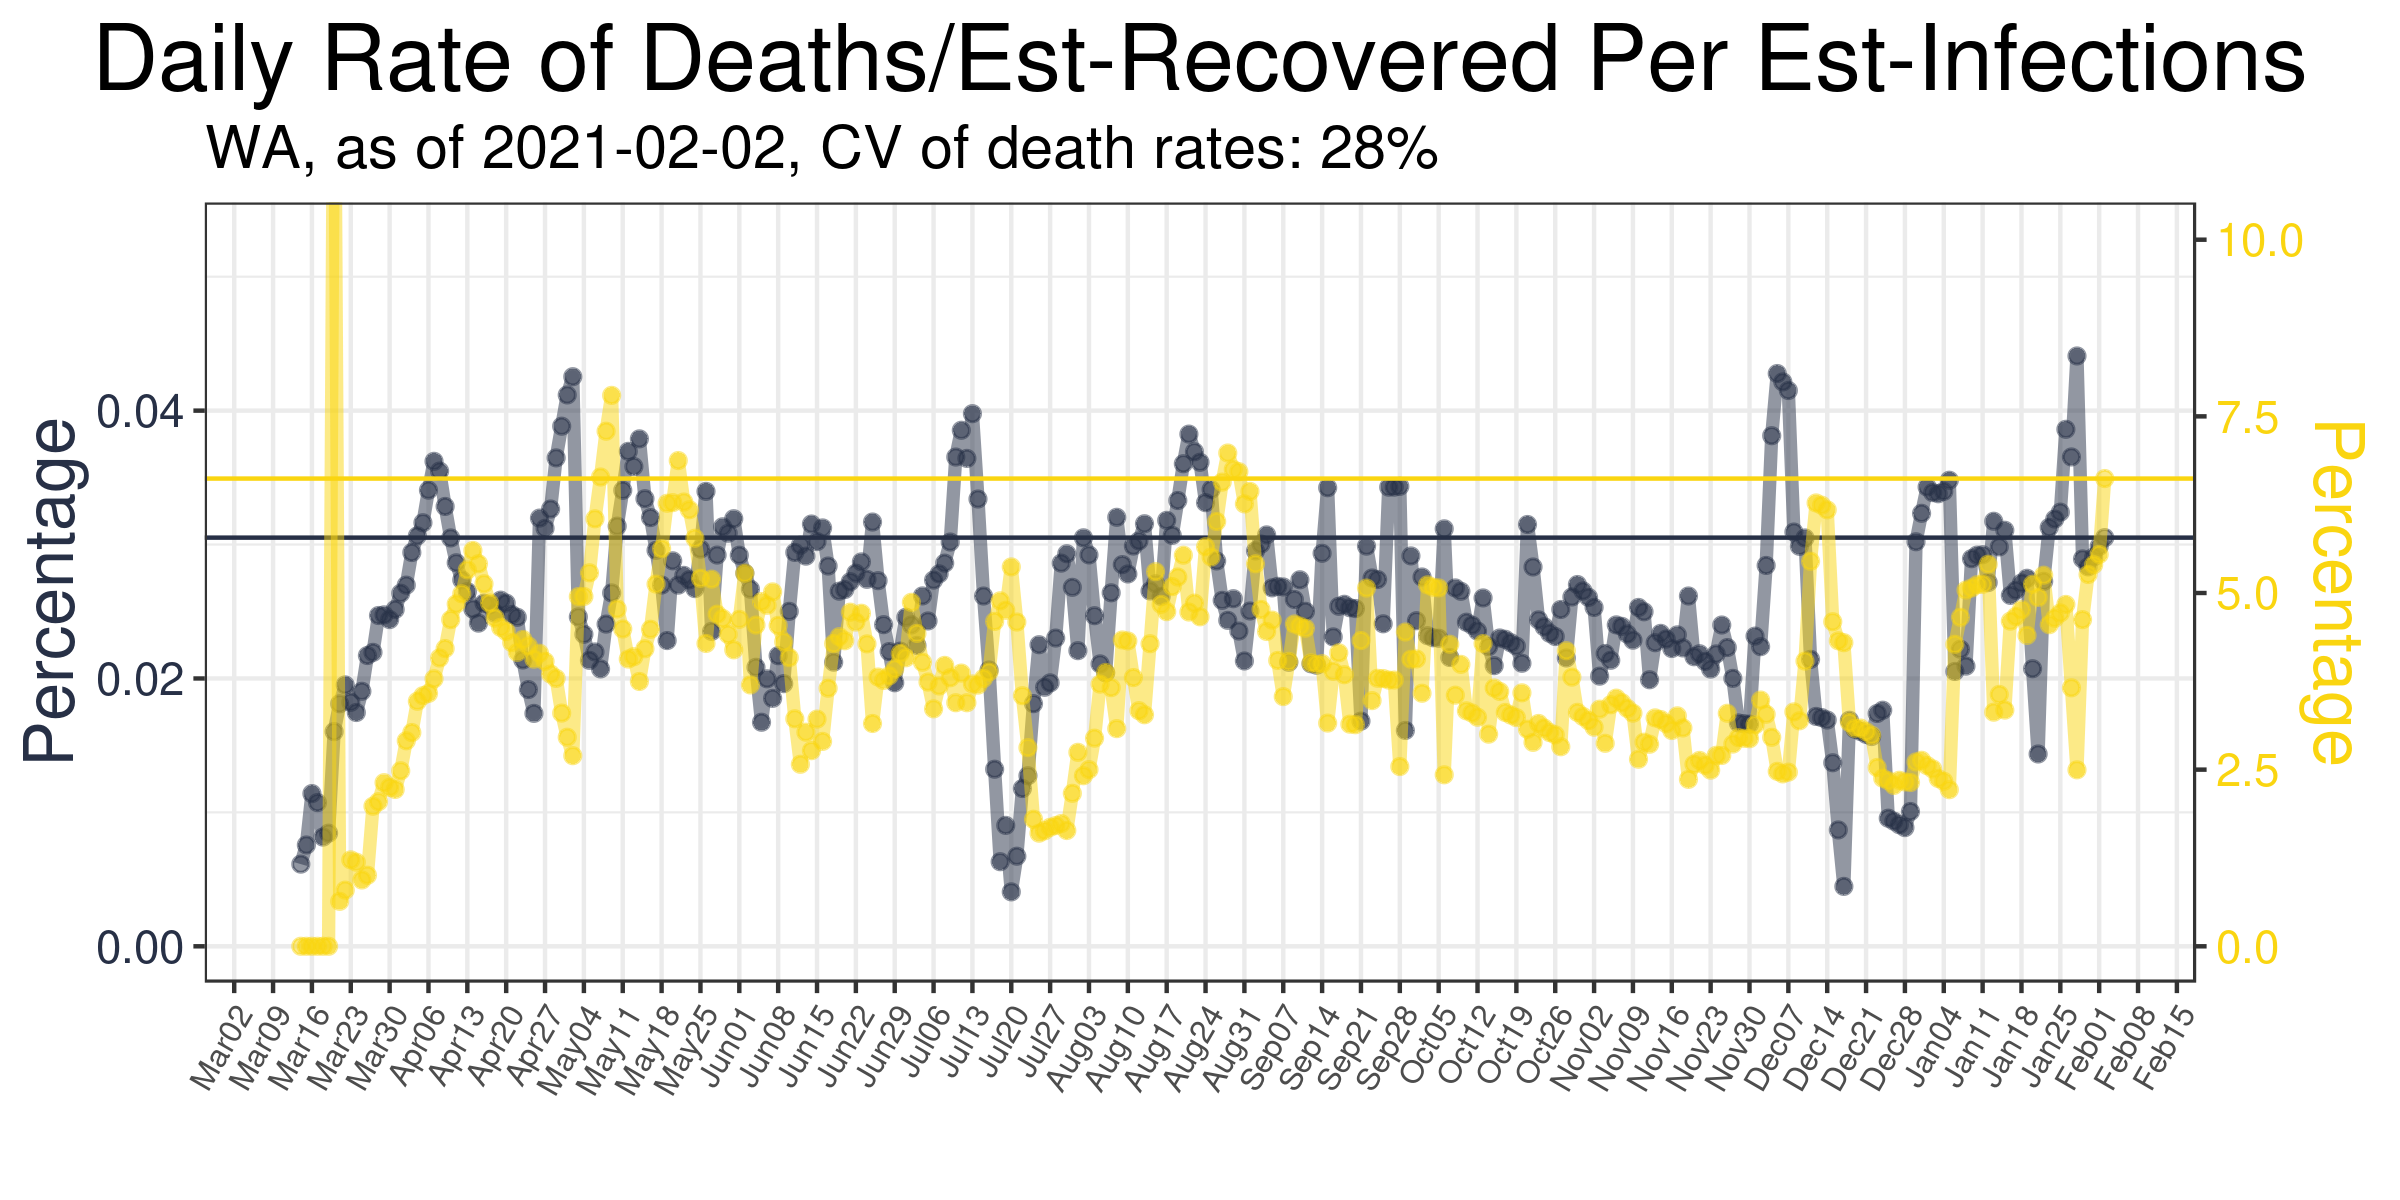 Daily Rate of Deaths/Est-Recovered Per Est-Infections
WA, as of 2021-02-02, CV of death rates: 28%
Percentage
0.04
0.02
0.00
10.0
7.5
5.0
2.5
0.0
Percentage
Mar02
Mar09
Mar16
Mar23
Mar30
Apr06
Apr13
Apr20
Apr27
May04
May11
May18
May25
Jun01
Jun08
Jun15
Jun22
Jun29
Jul06
Jul13
Jul20
Jul27
Aug03
Aug10
Aug17
Aug24
Aug31
Sep07
Sep14
Sep21
Sep28
Oct05
Oct12
Oct19
Oct26
Nov02
Nov09
Nov16
Nov23
Nov30
Dec07
Dec14
Dec21
Dec28
Jan04
Jan11
Jan18
Jan25
Feb01
Feb08
Feb15